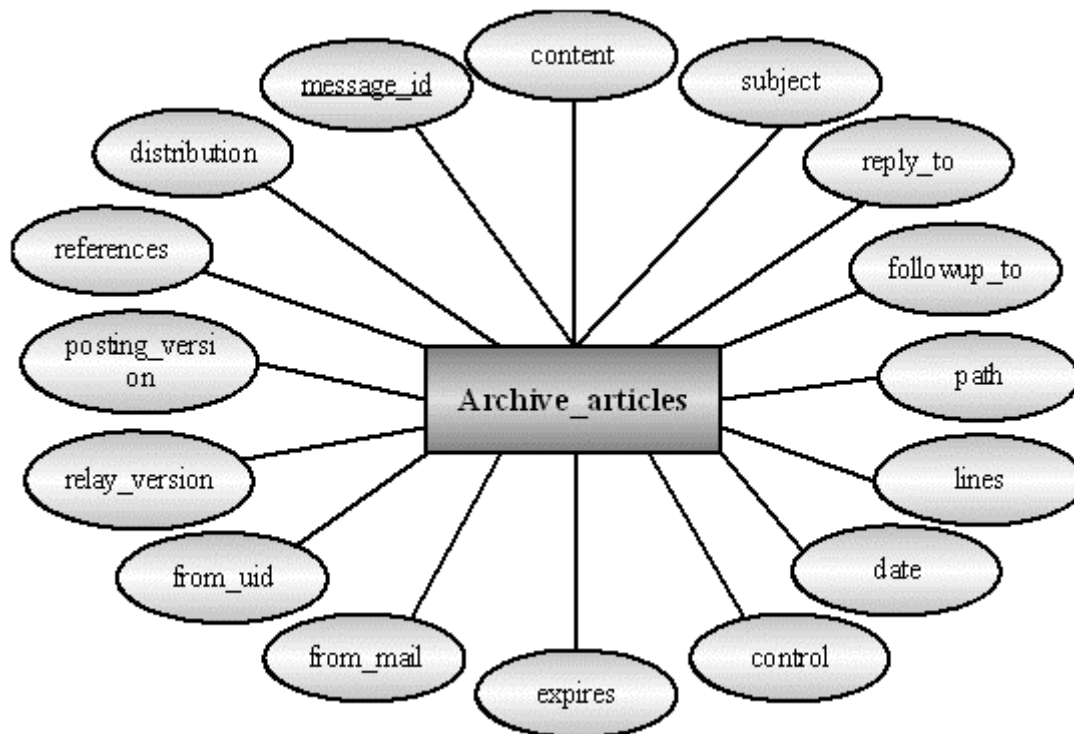 content
message_id
subject
distribution
reply_to
references
followup_to
posting_versi
on
path
Archive_articles
relay_version
lines
from_uid
date
from_mail
control
expires